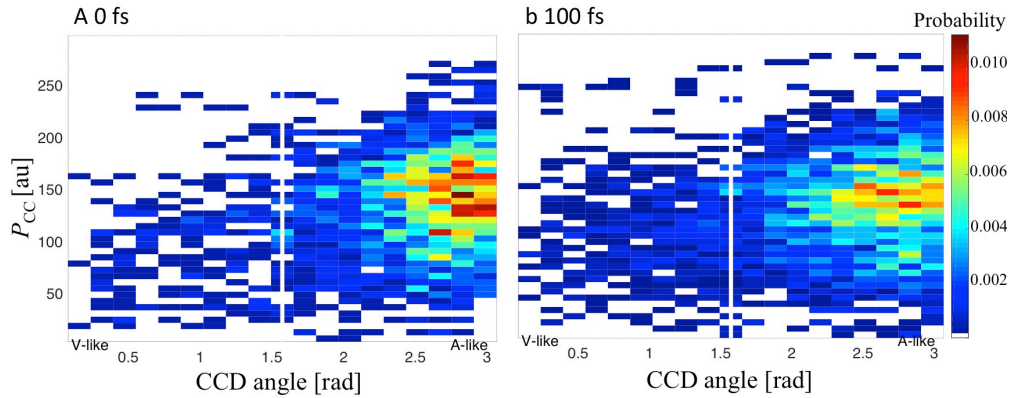 A 0 fs
b 100 fs
Probability
250
200
150
100
50
P_CC [au]
V-like
A-like
0.5
1
1.5
2
2.5
3
CCD angle [rad]
V-like
A-like
0.5
1
1.5
2
2.5
3
CCD angle [rad]
0.010
0.008
0.006
0.004
0.002